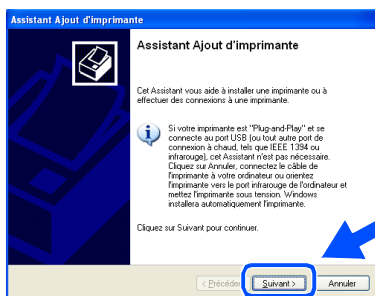 Assistant Ajout d'imprimante
Assistant Ajout d'imprimante
Cet Assistant vous aide à installer une imprimante ou à
effectuer des connexions à une imprimante.
Si votre imprimante est "Plug-and-Play" et se
connecte au port USB (ou tout autre port de
connexion à chaud, tels que IEEE 1394 ou
infrarouge), cet Assistant n'est pas nécessaire.
Cliquez sur Annuler, connectez le câble de
l'imprimante à votre ordinateur ou orientez
l'imprimante vers le port infrarouge de l'ordinateur et
mettez l'imprimante sous tension. Windows
installera automatiquement l'imprimante.
Cliquez sur Suivant pour continuer.
< Précéden Suivant > Annuler